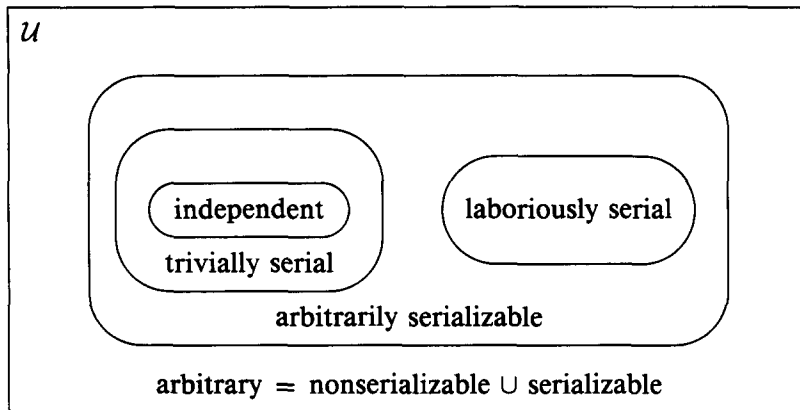 𝒰
independent
laboriously serial
trivially serial
arbitrarily serializable
arbitrary = nonserializable ∪ serializable